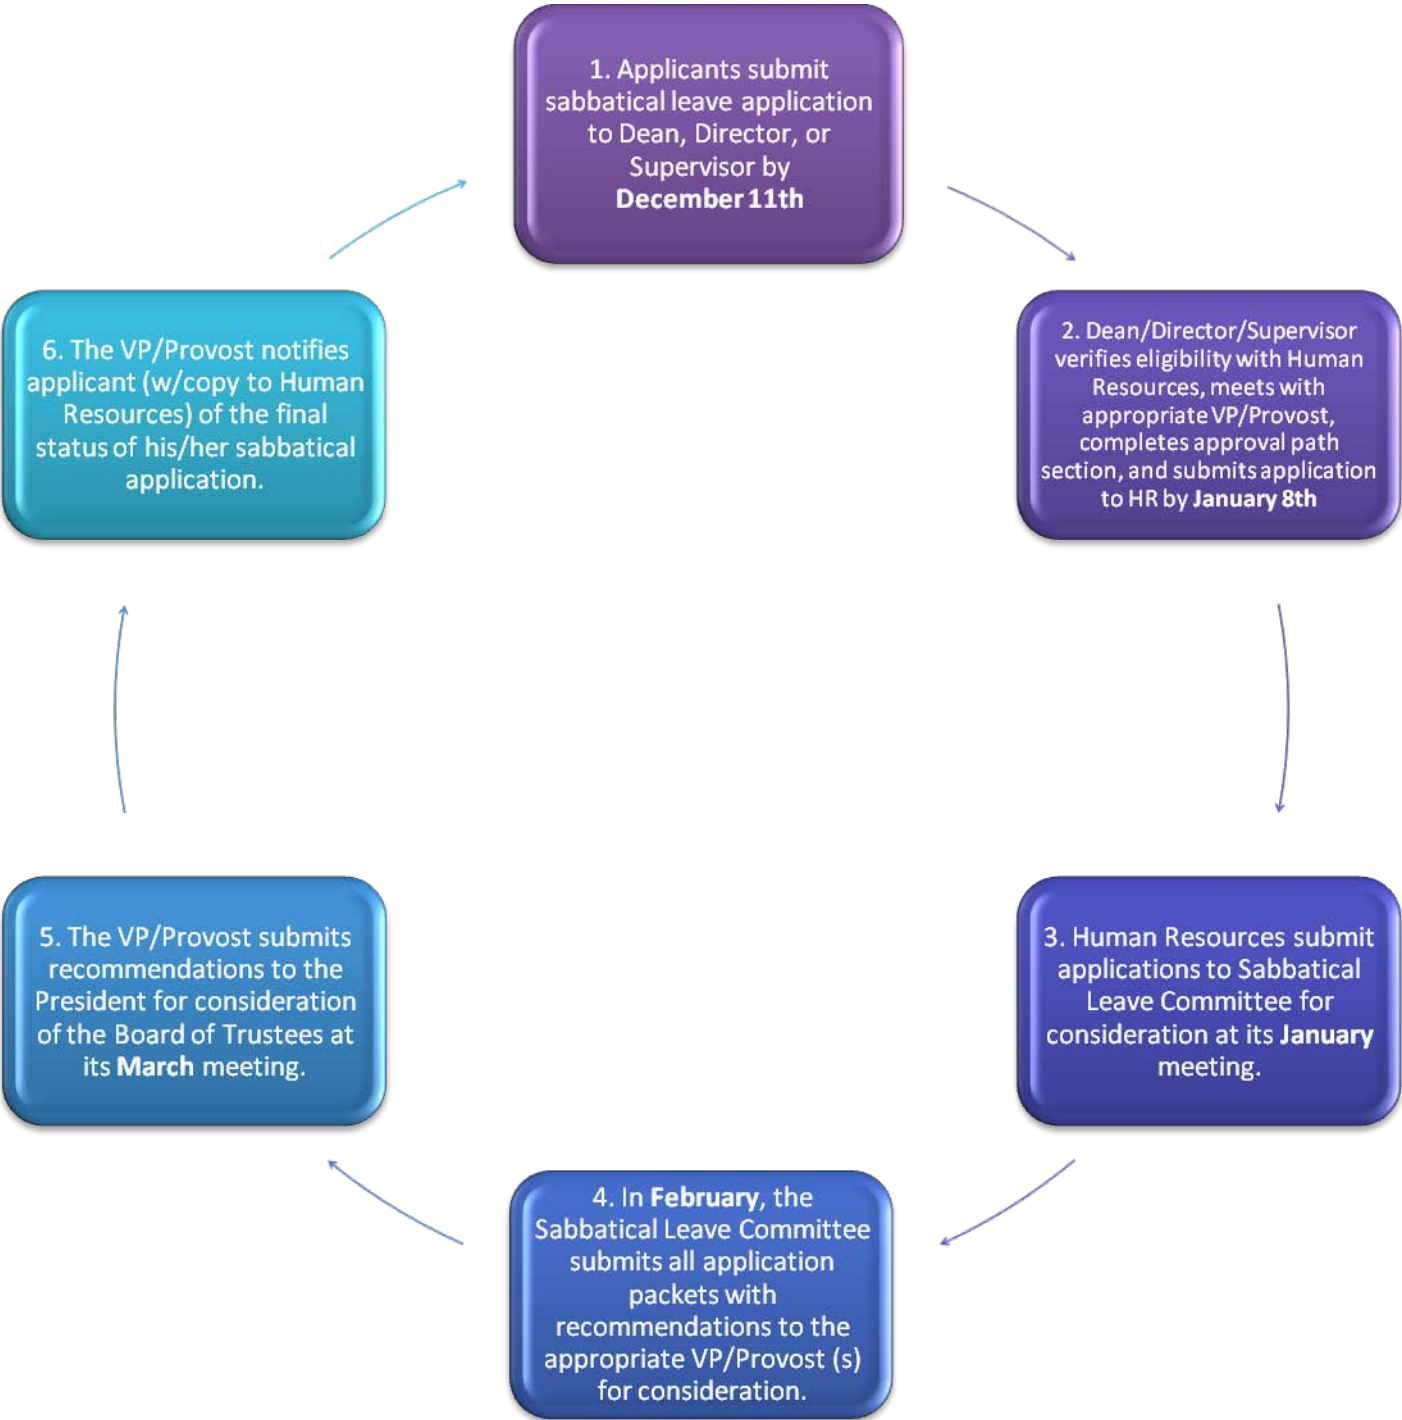 1. Applicants submit
sabbatical leave application
to Dean, Director, or
Supervisor by
December 11th
2. Dean/Director/Supervisor
verifies eligibility with Human
Resources, meets with
appropriate VP/Provost,
completes approval path
section, and submits application
to HR by January 8th
3. Human Resources submit
applications to Sabbatical
Leave Committee for
consideration at its January
meeting.
4. In February, the
Sabbatical Leave Committee
submits all application
packets with
recommendations to the
appropriate VP/Provost (s)
for consideration.
5. The VP/Provost submits
recommendations to the
President for consideration
of the Board of Trustees at
its March meeting.
6. The VP/Provost notifies
applicant (w/copy to Human
Resources) of the final
status of his/her sabbatical
application.